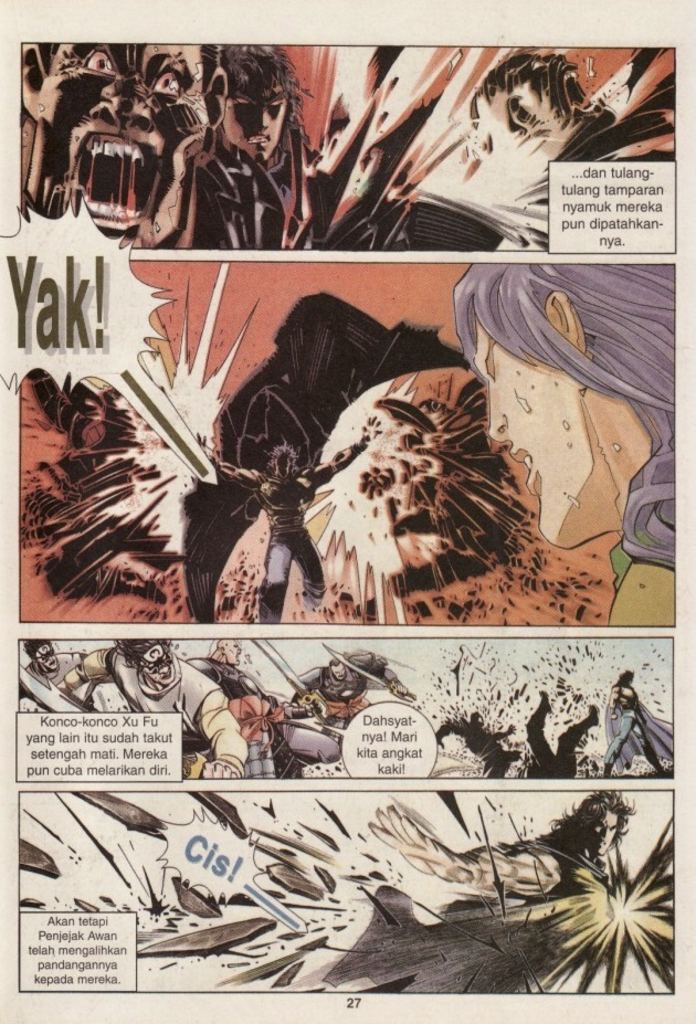 ...dan tulang-
tulang tamparan
nyamuk mereka
pun dipatahkan-
nya.
Yak!
Konco-konco Xu Fu
yang lain itu sudah takut
setengah mati. Mereka
pun cuba melarikan diri.
Dahsyat-
nya! Mari
kita angkat
kaki!
Cis!
Akan tetapi
Penjejak Awan
telah mengalihkan
pandangannya
kepada mereka.
27